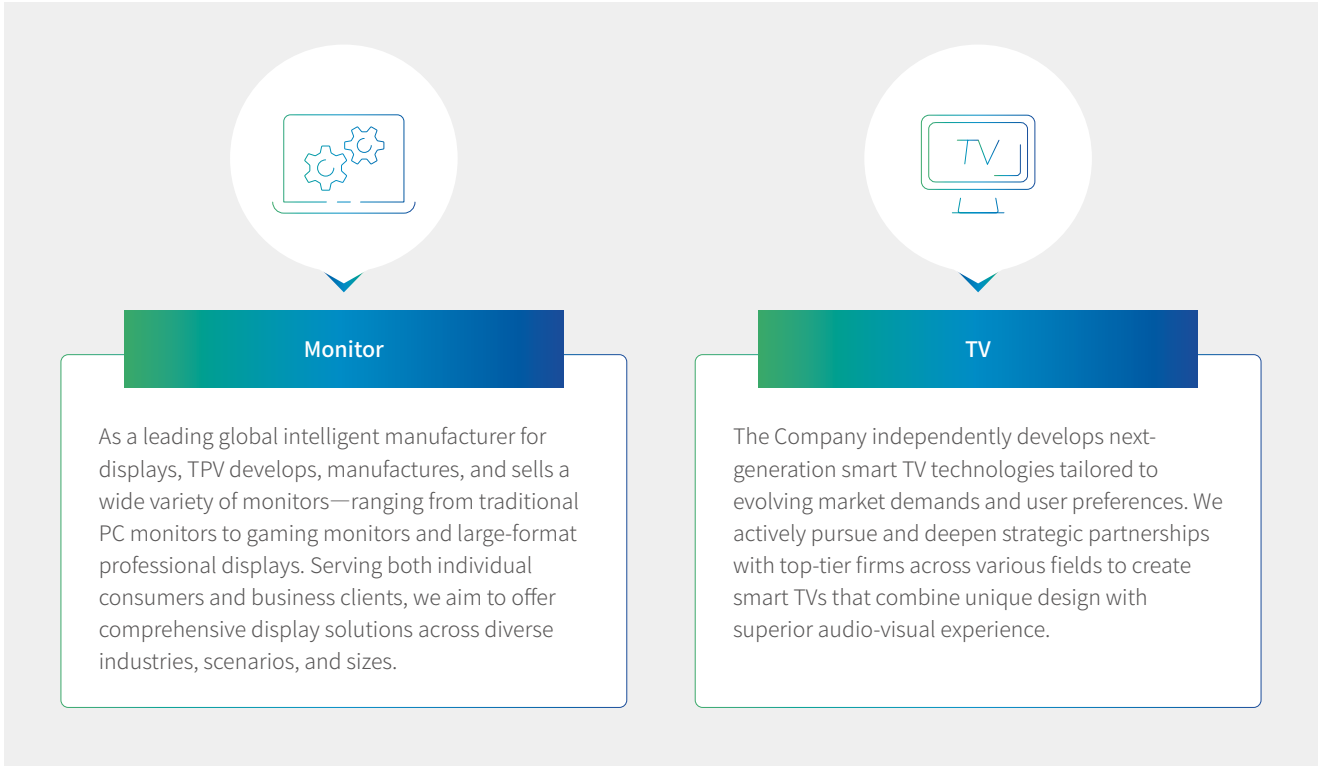 TV
Monitor
As a leading global intelligent manufacturer for
displays, TPV develops, manufactures, and sells a
wide variety of monitors—ranging from traditional
PC monitors to gaming monitors and large-format
professional displays. Serving both individual
consumers and business clients, we aim to offer
comprehensive display solutions across diverse
industries, scenarios, and sizes.
TV
The Company independently develops next-
generation smart TV technologies tailored to
evolving market demands and user preferences. We
actively pursue and deepen strategic partnerships
with top-tier firms across various fields to create
smart TVs that combine unique design with
superior audio-visual experience.